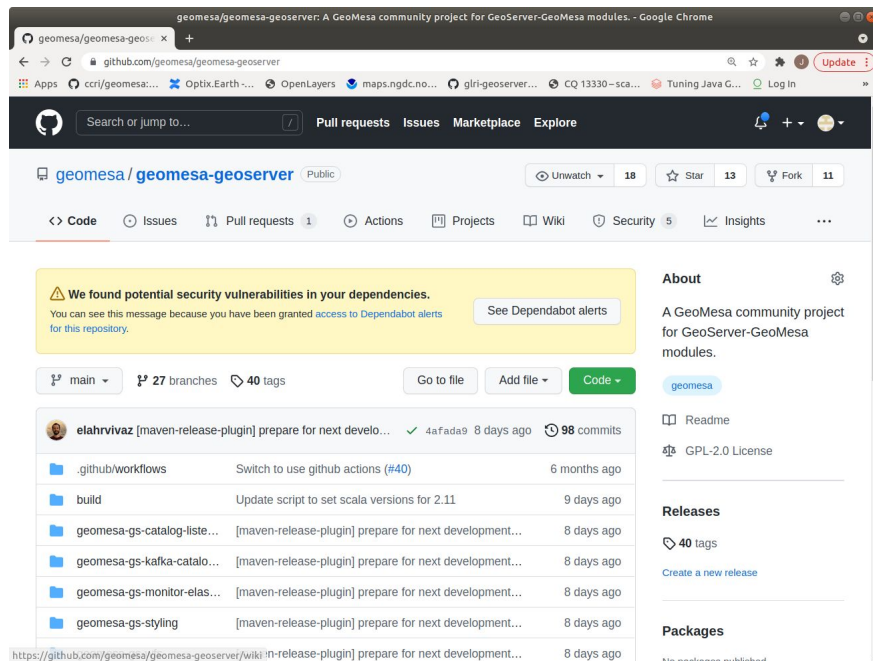 geomesa/geomesa-geoserver: A GeoMesa community project for GeoServer-GeoMesa modules. - Google Chrome
geomesa/geomesa-geose
github.com/geomesa/geomesa-geoserver
Update
Apps ccri/geomesa:... Optix.Earth -... OpenLayers maps.ngdc.no... glri-geoserver... CQ 13330 – sca... Tuning Java G... Log In »
Search or jump to... / Pull requests Issues Marketplace Explore
geomesa / geomesa-geoserver Public Unwatch 18 Star 13 Fork 11
<> Code Issues Pull requests 1 Actions Projects Wiki Security 5 Insights ...
We found potential security vulnerabilities in your dependencies.
You can see this message because you have been granted access to Dependabot alerts
for this repository.
See Dependabot alerts
main 27 branches 40 tags Go to file Add file Code
elahrvivaz [maven-release-plugin] prepare for next develo... 4afada9 8 days ago 98 commits
.github/workflows Switch to use github actions (#40) 6 months ago
build Update script to set scala versions for 2.11 9 days ago
geomesa-gs-catalog-liste... [maven-release-plugin] prepare for next development... 8 days ago
geomesa-gs-kafka-catalo... [maven-release-plugin] prepare for next development... 8 days ago
geomesa-gs-monitor-elas... [maven-release-plugin] prepare for next development... 8 days ago
geomesa-gs-styling [maven-release-plugin] prepare for next development... 8 days ago
n-release-plugin] prepare for next development... 8 days ago
https://github.com/geomesa/geomesa-geoserver/wiki
About
A GeoMesa community project
for GeoServer-GeoMesa
modules.
geomesa
Readme
GPL-2.0 License
Releases
40 tags
Create a new release
Packages
No packages published